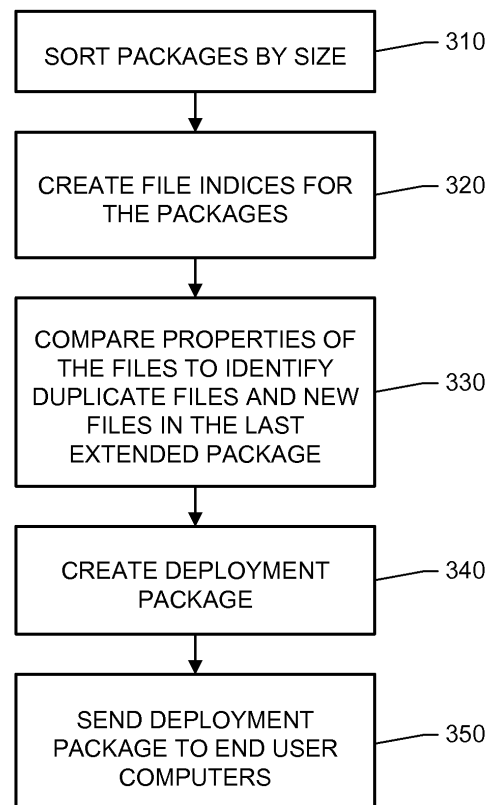 SORT PACKAGES BY SIZE
310
CREATE FILE INDICES FOR
THE PACKAGES
320
COMPARE PROPERTIES OF
THE FILES TO IDENTIFY
DUPLICATE FILES AND NEW
FILES IN THE LAST
EXTENDED PACKAGE
330
CREATE DEPLOYMENT
PACKAGE
340
SEND DEPLOYMENT
PACKAGE TO END USER
COMPUTERS
350